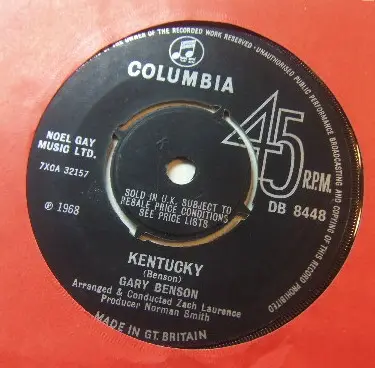 OF THE RECORDED WORK RESERVED · UNAUTHORISED PUBLIC PERFORMANCE BROADCASTING AND COPYING OF THIS RECORD PROHIBITED
COLUMBIA
NOEL GAY
MUSIC LTD.
7XCA 32157
45
R.P.M.
SOLD IN U.K. SUBJECT TO
RESALE PRICE CONDITIONS
SEE PRICE LISTS
DB 8448
℗ 1968
KENTUCKY
(Benson)
GARY BENSON
Arranged & Conducted Zach Laurence
Producer Norman Smith
MADE IN GT. BRITAIN